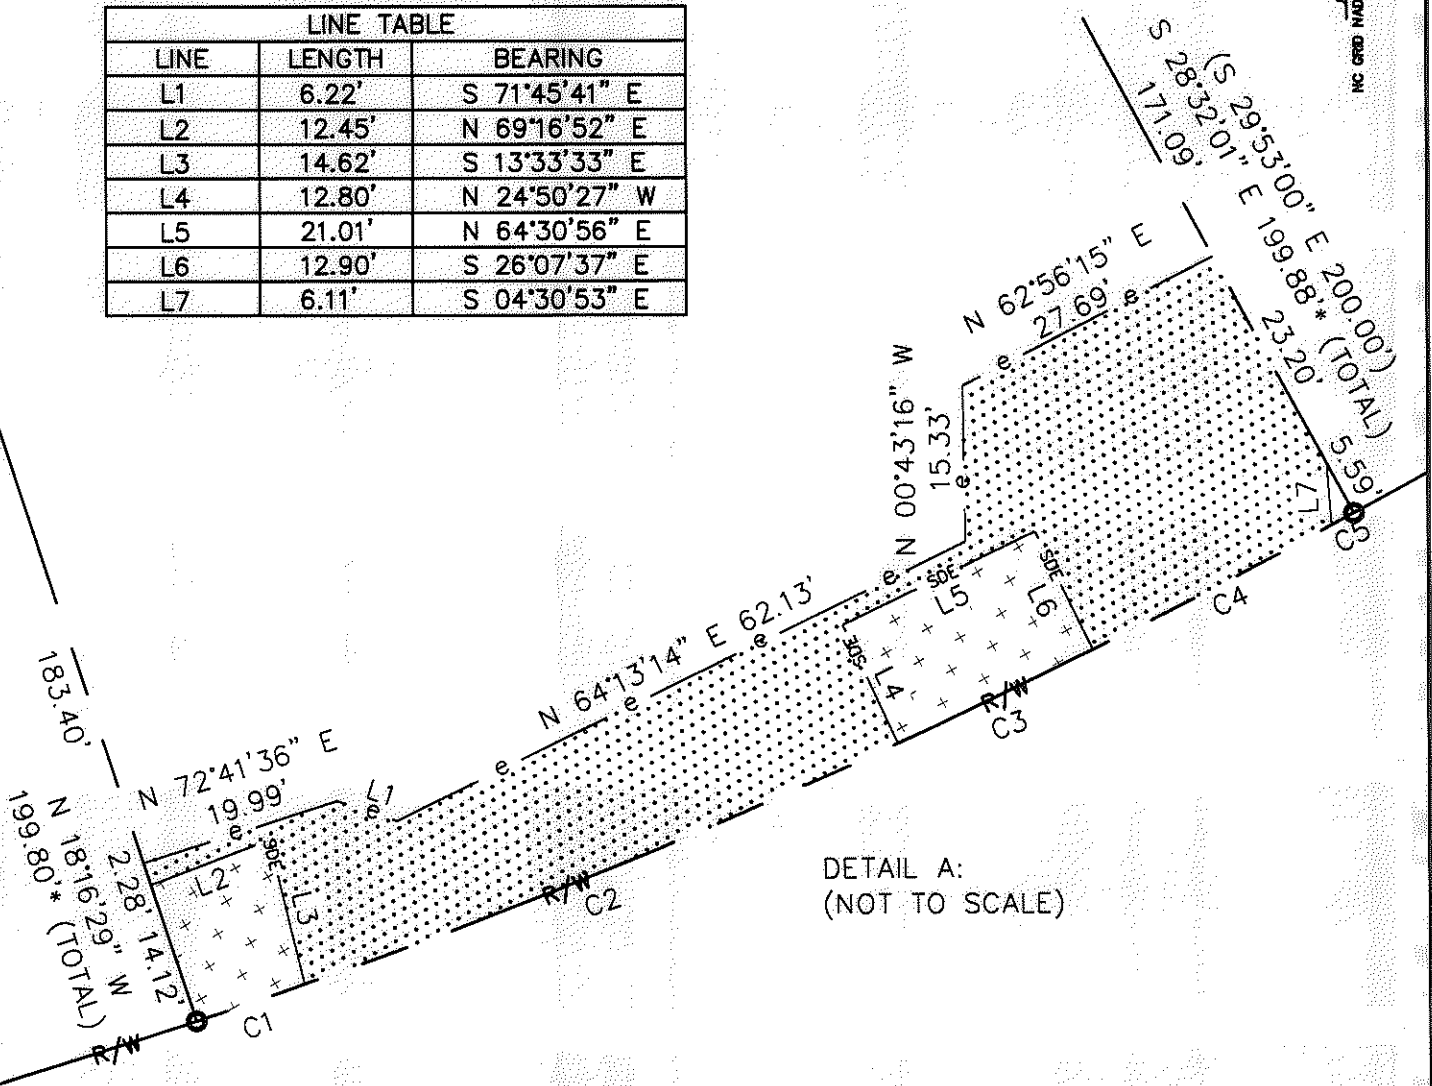 LINE TABLE
LINE LENGTH BEARING
L1 6.22' S 71°45'41" E
L2 12.45' N 69°16'52" E
L3 14.62' S 13°33'33" E
L4 12.80' N 24°50'27" W
L5 21.01' N 64°30'56" E
L6 12.90' S 26°07'37" E
L7 6.11' S 04°30'53" E
NC GRID NAD
(S 29°53'00" E 200.00')
S 28°32'01" E 199.88'* (TOTAL)
171.09'
23.20'
5.59'
N 62°56'15" E
27.69'
e
e
N 00°43'16" W
15.33'
e
L7
C5
C4
e
SDE
L5
SDE
L6
SDE
L4
R/W
C3
N 64°13'14" E 62.13'
e
e
e
183.40'
N 72°41'36" E
19.99'
e
L1
e
N 18°16'29" W
199.80'* (TOTAL)
2.28'
14.12'
L2
SDE
L3
R/W
C2
C1
R/W
DETAIL A:
(NOT TO SCALE)